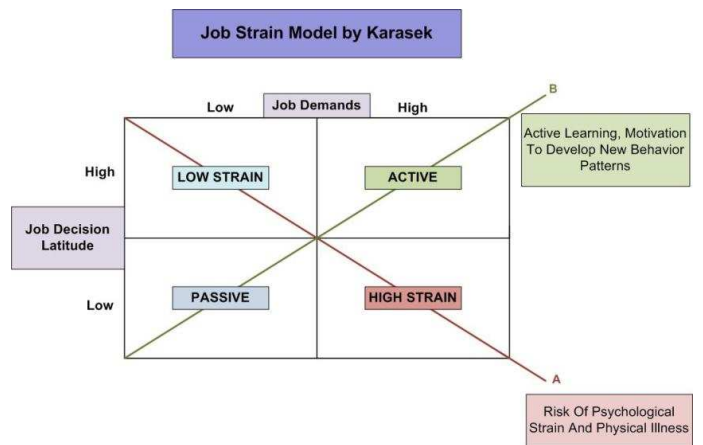 Job Strain Model by Karasek
B
Low
Job Demands
High
Active Learning, Motivation
To Develop New Behavior
Patterns
High
LOW STRAIN
ACTIVE
Job Decision
Latitude
Low
PASSIVE
HIGH STRAIN
A
Risk Of Psychological
Strain And Physical Illness